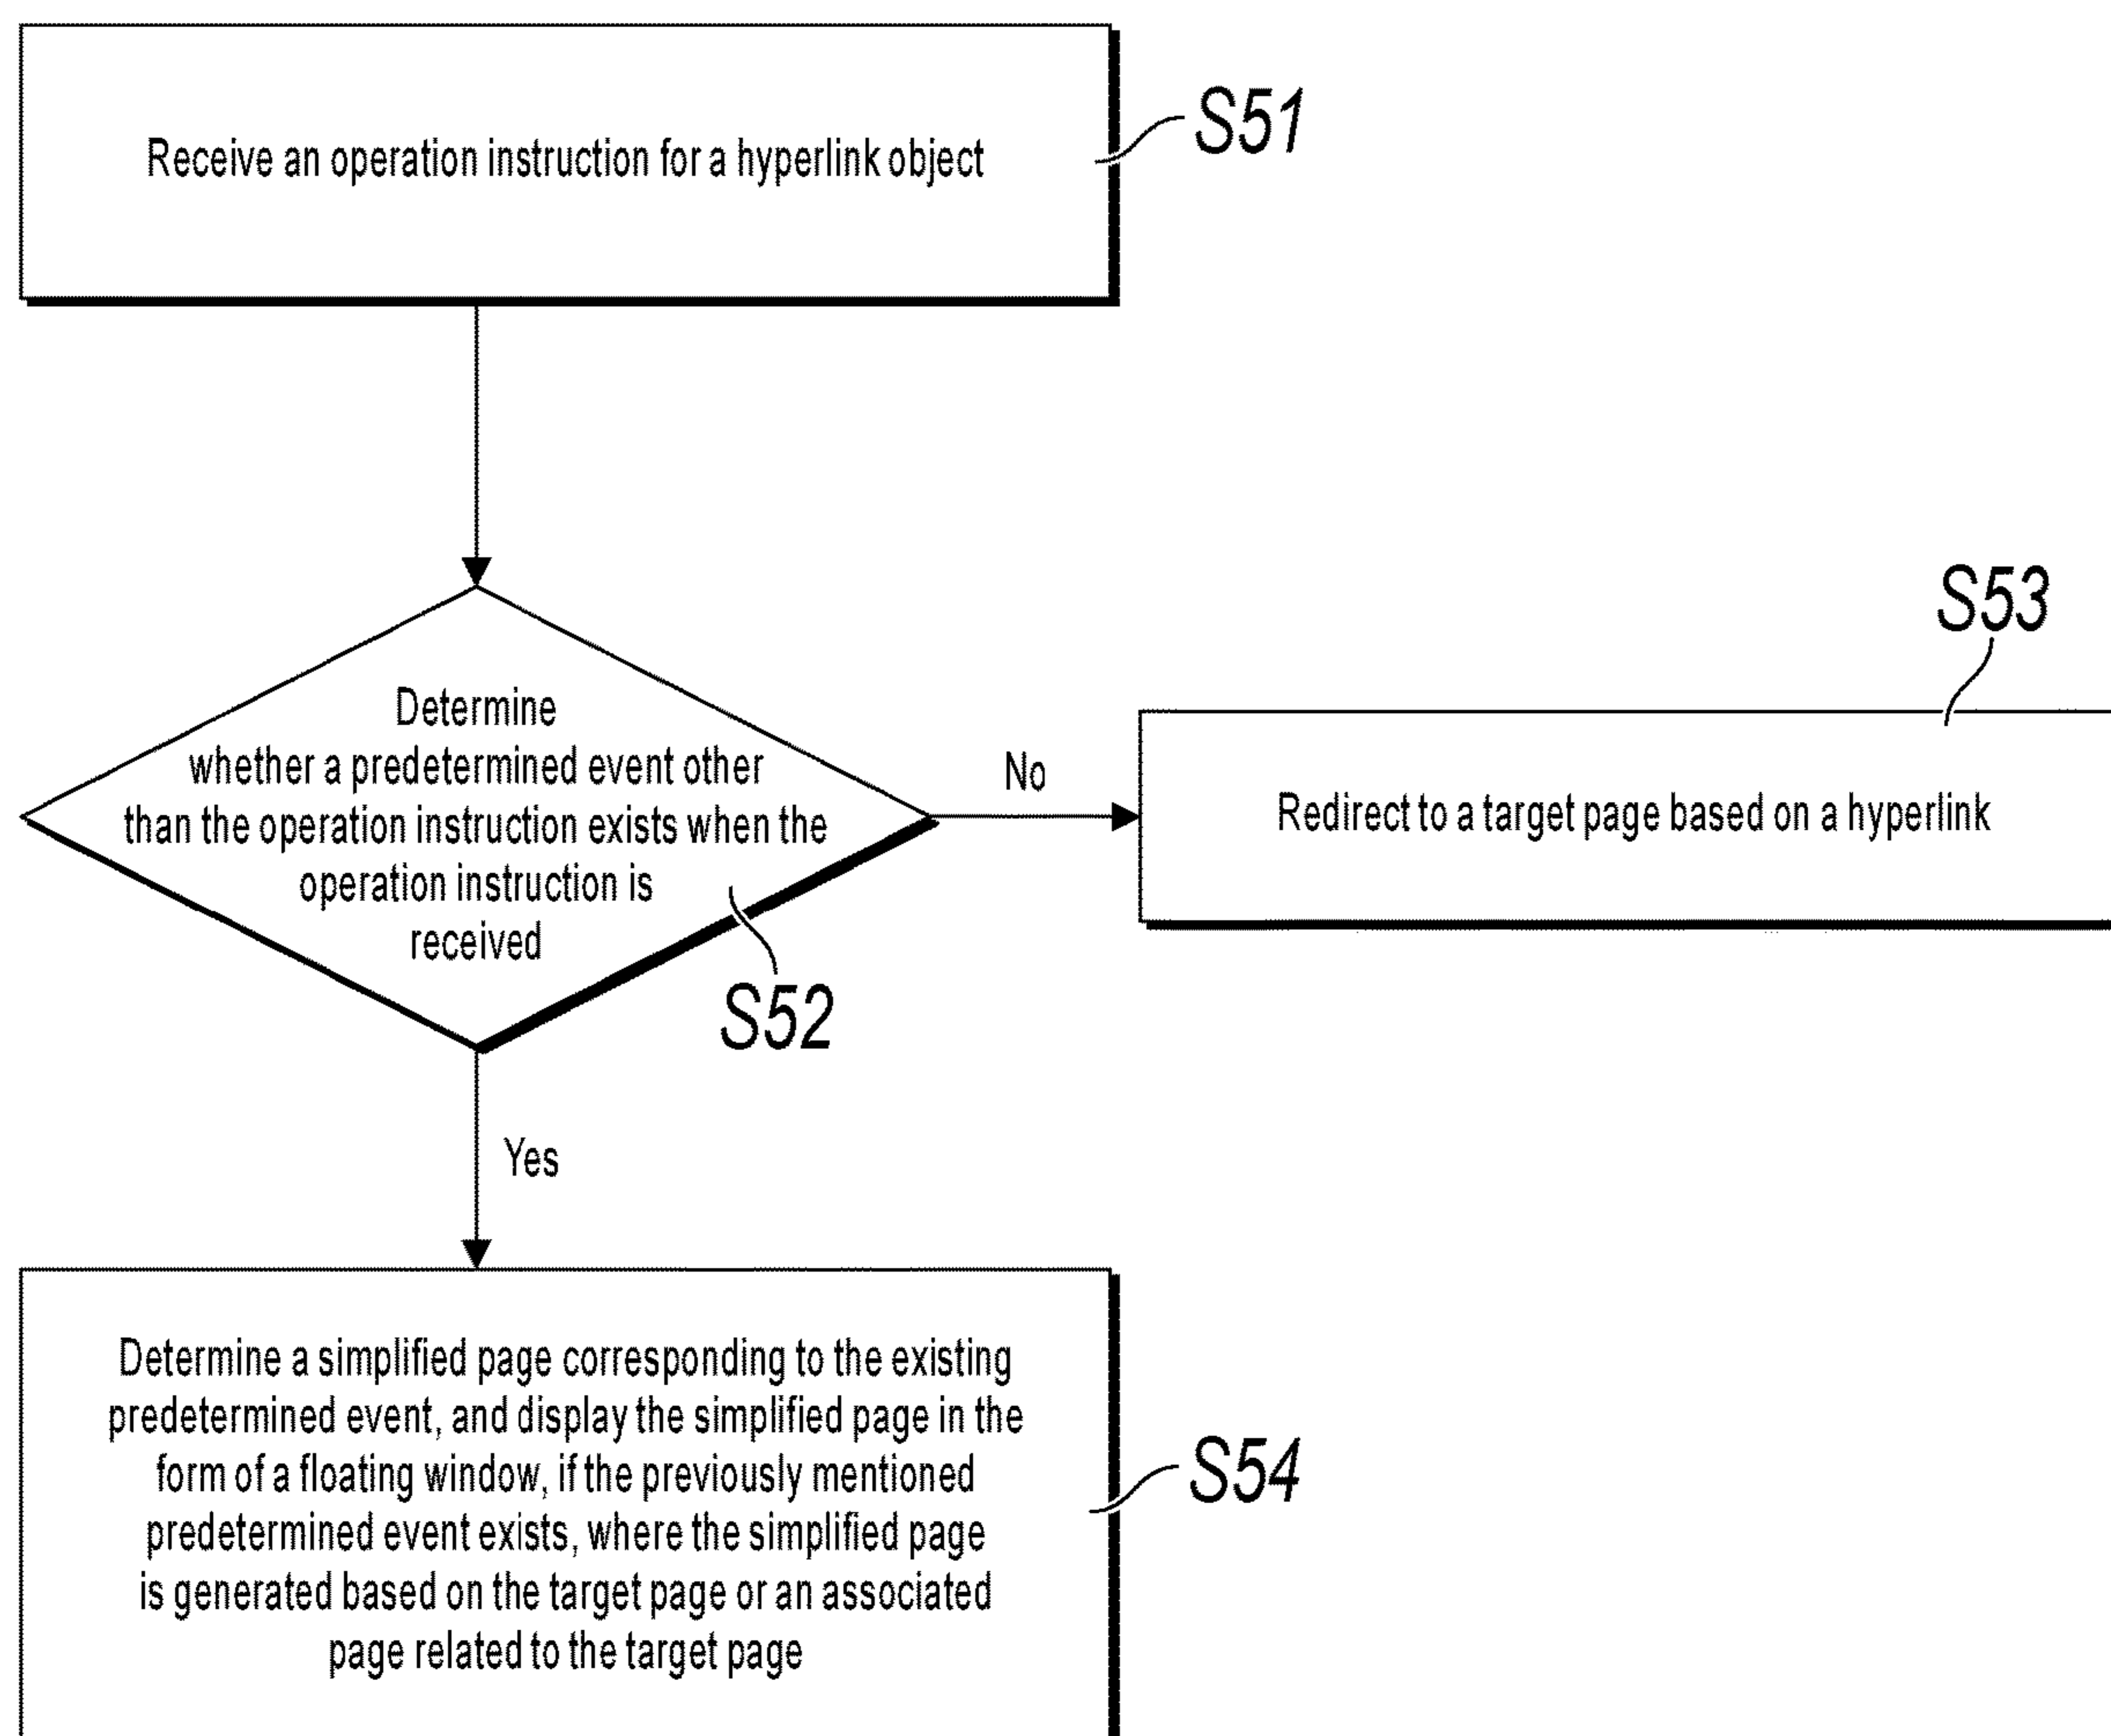 Receive an operation instruction for a hyperlink object
S51
Determine
whether a predetermined event other
than the operation instruction exists when the
operation instruction is
received
S52
No
S53
Redirect to a target page based on a hyperlink
Yes
Determine a simplified page corresponding to the existing
predetermined event, and display the simplified page in the
form of a floating window, if the previously mentioned
predetermined event exists, where the simplified page
is generated based on the target page or an associated
page related to the target page
S54